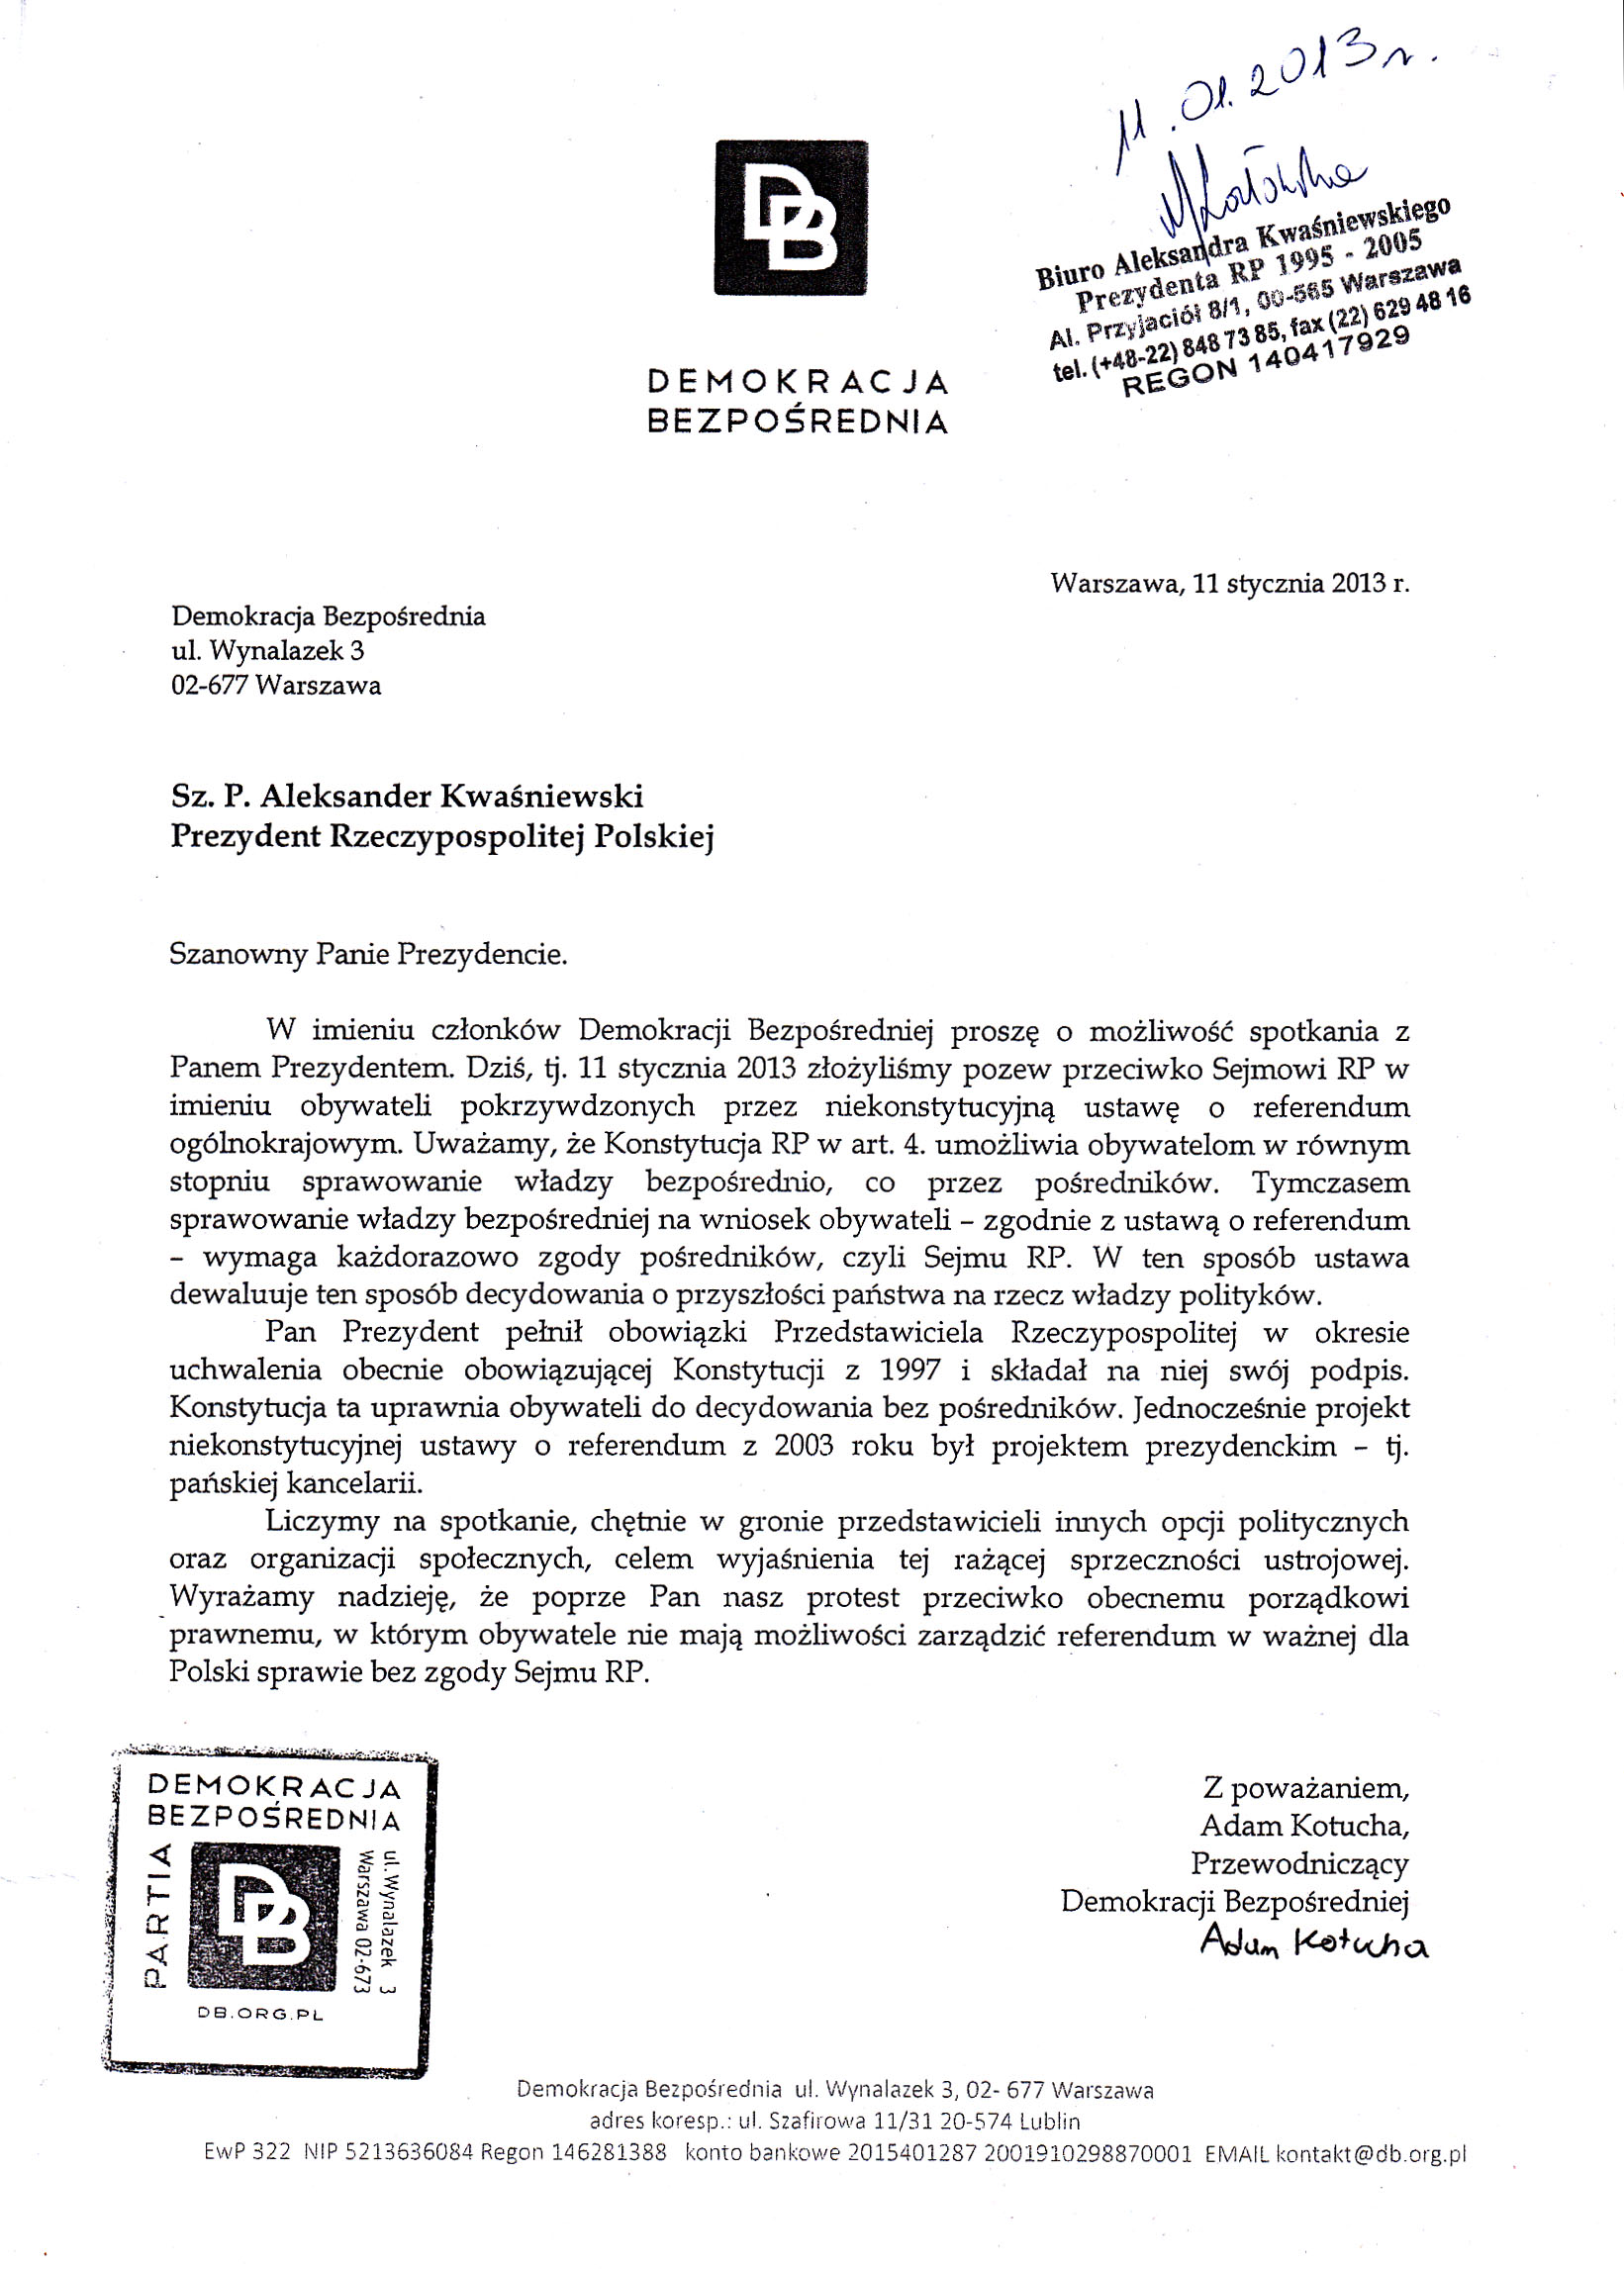 11.01.2013 r.
DB
Biuro Aleksandra Kwaśniewskiego
Prezydenta RP 1995 - 2005
Al. Przyjaciół 8/1, 00-565 Warszawa
tel. (+48-22) 848 73 85, fax (22) 629 48 16
REGON 140417929
DEMOKRACJA
BEZPOŚREDNIA
Warszawa, 11 stycznia 2013 r.
Demokracja Bezpośrednia
ul. Wynalazek 3
02-677 Warszawa
Sz. P. Aleksander Kwaśniewski
Prezydent Rzeczypospolitej Polskiej
Szanowny Panie Prezydencie.
W imieniu członków Demokracji Bezpośredniej proszę o możliwość spotkania z
Panem Prezydentem. Dziś, tj. 11 stycznia 2013 złożyliśmy pozew przeciwko Sejmowi RP w
imieniu obywateli pokrzywdzonych przez niekonstytucyjną ustawę o referendum
ogólnokrajowym. Uważamy, że Konstytucja RP w art. 4. umożliwia obywatelom w równym
stopniu sprawowanie władzy bezpośrednio, co przez pośredników. Tymczasem
sprawowanie władzy bezpośredniej na wniosek obywateli – zgodnie z ustawą o referendum
– wymaga każdorazowo zgody pośredników, czyli Sejmu RP. W ten sposób ustawa
dewaluuje ten sposób decydowania o przyszłości państwa na rzecz władzy polityków.
Pan Prezydent pełnił obowiązki Przedstawiciela Rzeczypospolitej w okresie
uchwalenia obecnie obowiązującej Konstytucji z 1997 i składał na niej swój podpis.
Konstytucja ta uprawnia obywateli do decydowania bez pośredników. Jednocześnie projekt
niekonstytucyjnej ustawy o referendum z 2003 roku był projektem prezydenckim – tj.
pańskiej kancelarii.
Liczymy na spotkanie, chętnie w gronie przedstawicieli innych opcji politycznych
oraz organizacji społecznych, celem wyjaśnienia tej rażącej sprzeczności ustrojowej.
Wyrażamy nadzieję, że poprze Pan nasz protest przeciwko obecnemu porządkowi
prawnemu, w którym obywatele nie mają możliwości zarządzić referendum w ważnej dla
Polski sprawie bez zgody Sejmu RP.
Z poważaniem,
Adam Kotucha,
Przewodniczący
Demokracji Bezpośredniej
Adam Kotucha
DEMOKRACJA
BEZPOŚREDNIA
PARTIA
DB
ul. Wynalazek 3
Warszawa 02-673
DB.ORG.PL
Demokracja Bezpośrednia ul. Wynalazek 3, 02- 677 Warszawa
adres koresp.: ul. Szafirowa 11/31 20-574 Lublin
EwP 322 NIP 5213636084 Regon 146281388 konto bankowe 2015401287 2001910298870001 EMAIL kontakt@db.org.pl